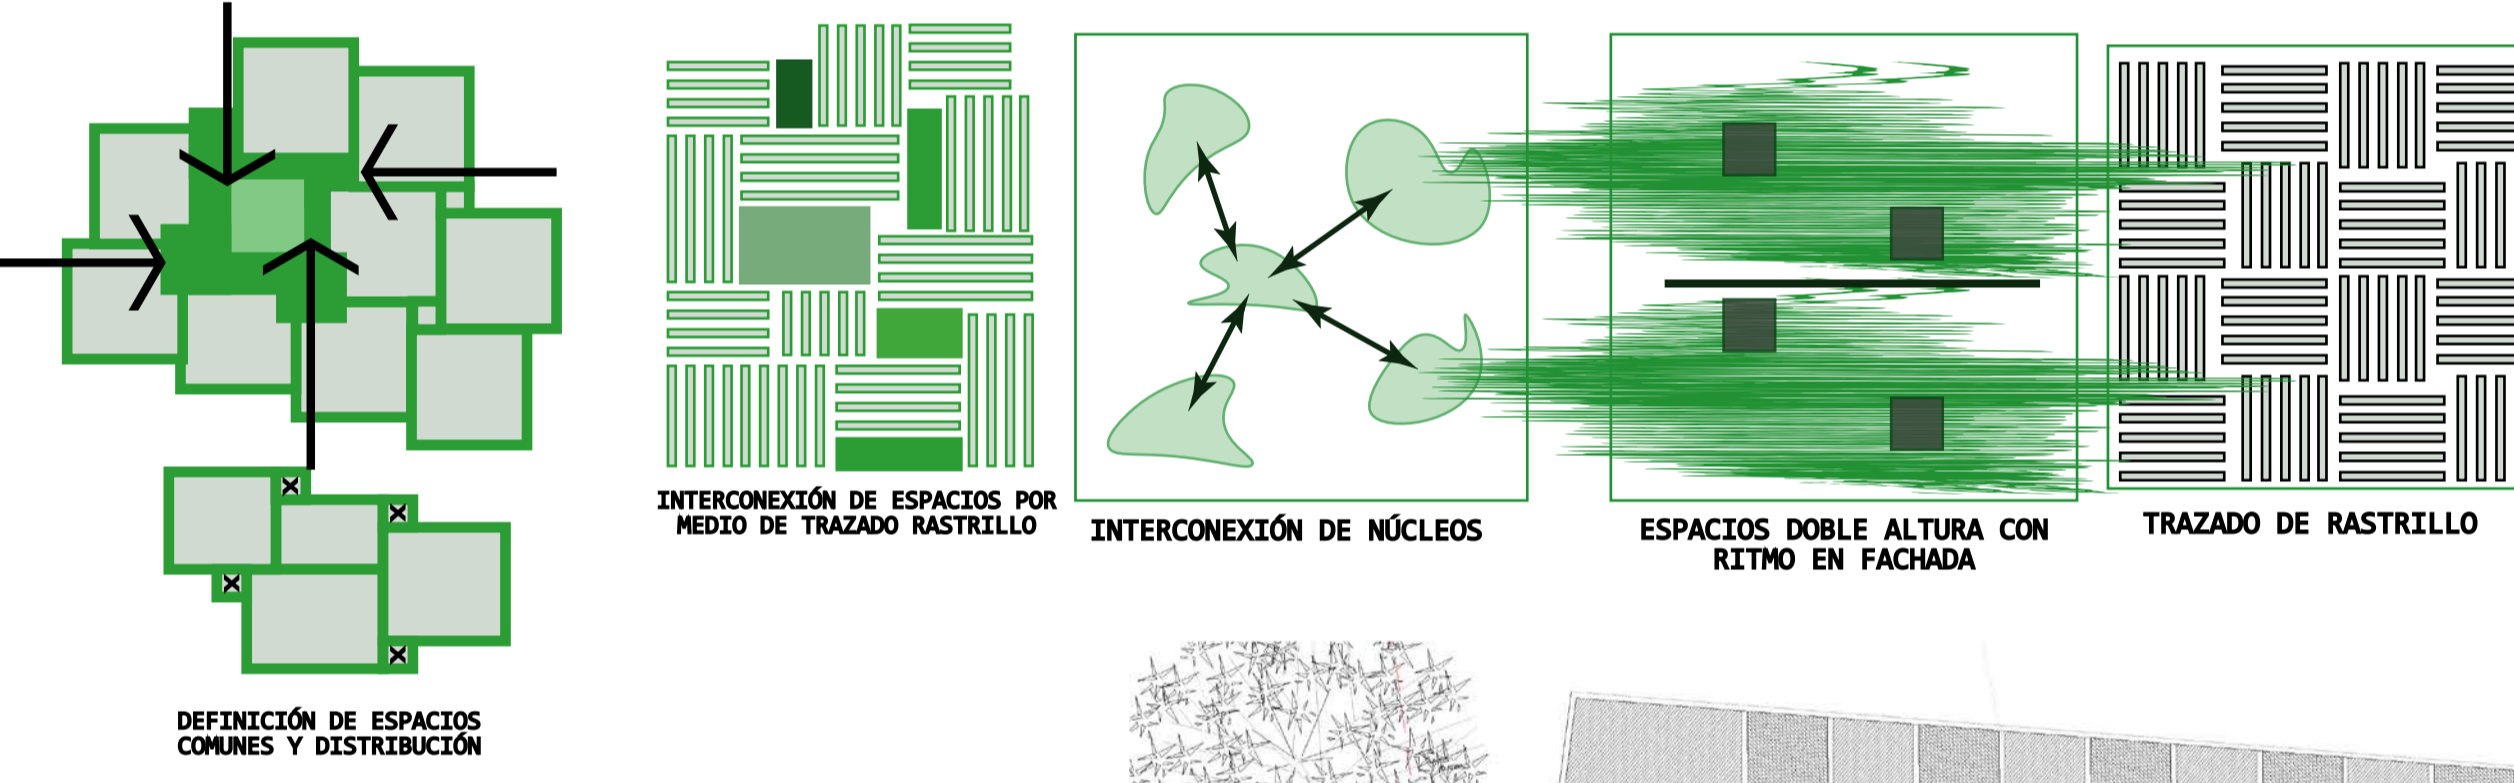 INTERCONEXIÓN DE ESPACIOS POR
MEDIO DE TRAZADO RASTRILLO
INTERCONEXIÓN DE NÚCLEOS
ESPACIOS DOBLE ALTURA CON
RITMO EN FACHADA
TRAZADO DE RASTRILLO
DEFINICIÓN DE ESPACIOS
COMUNES Y DISTRIBUCIÓN